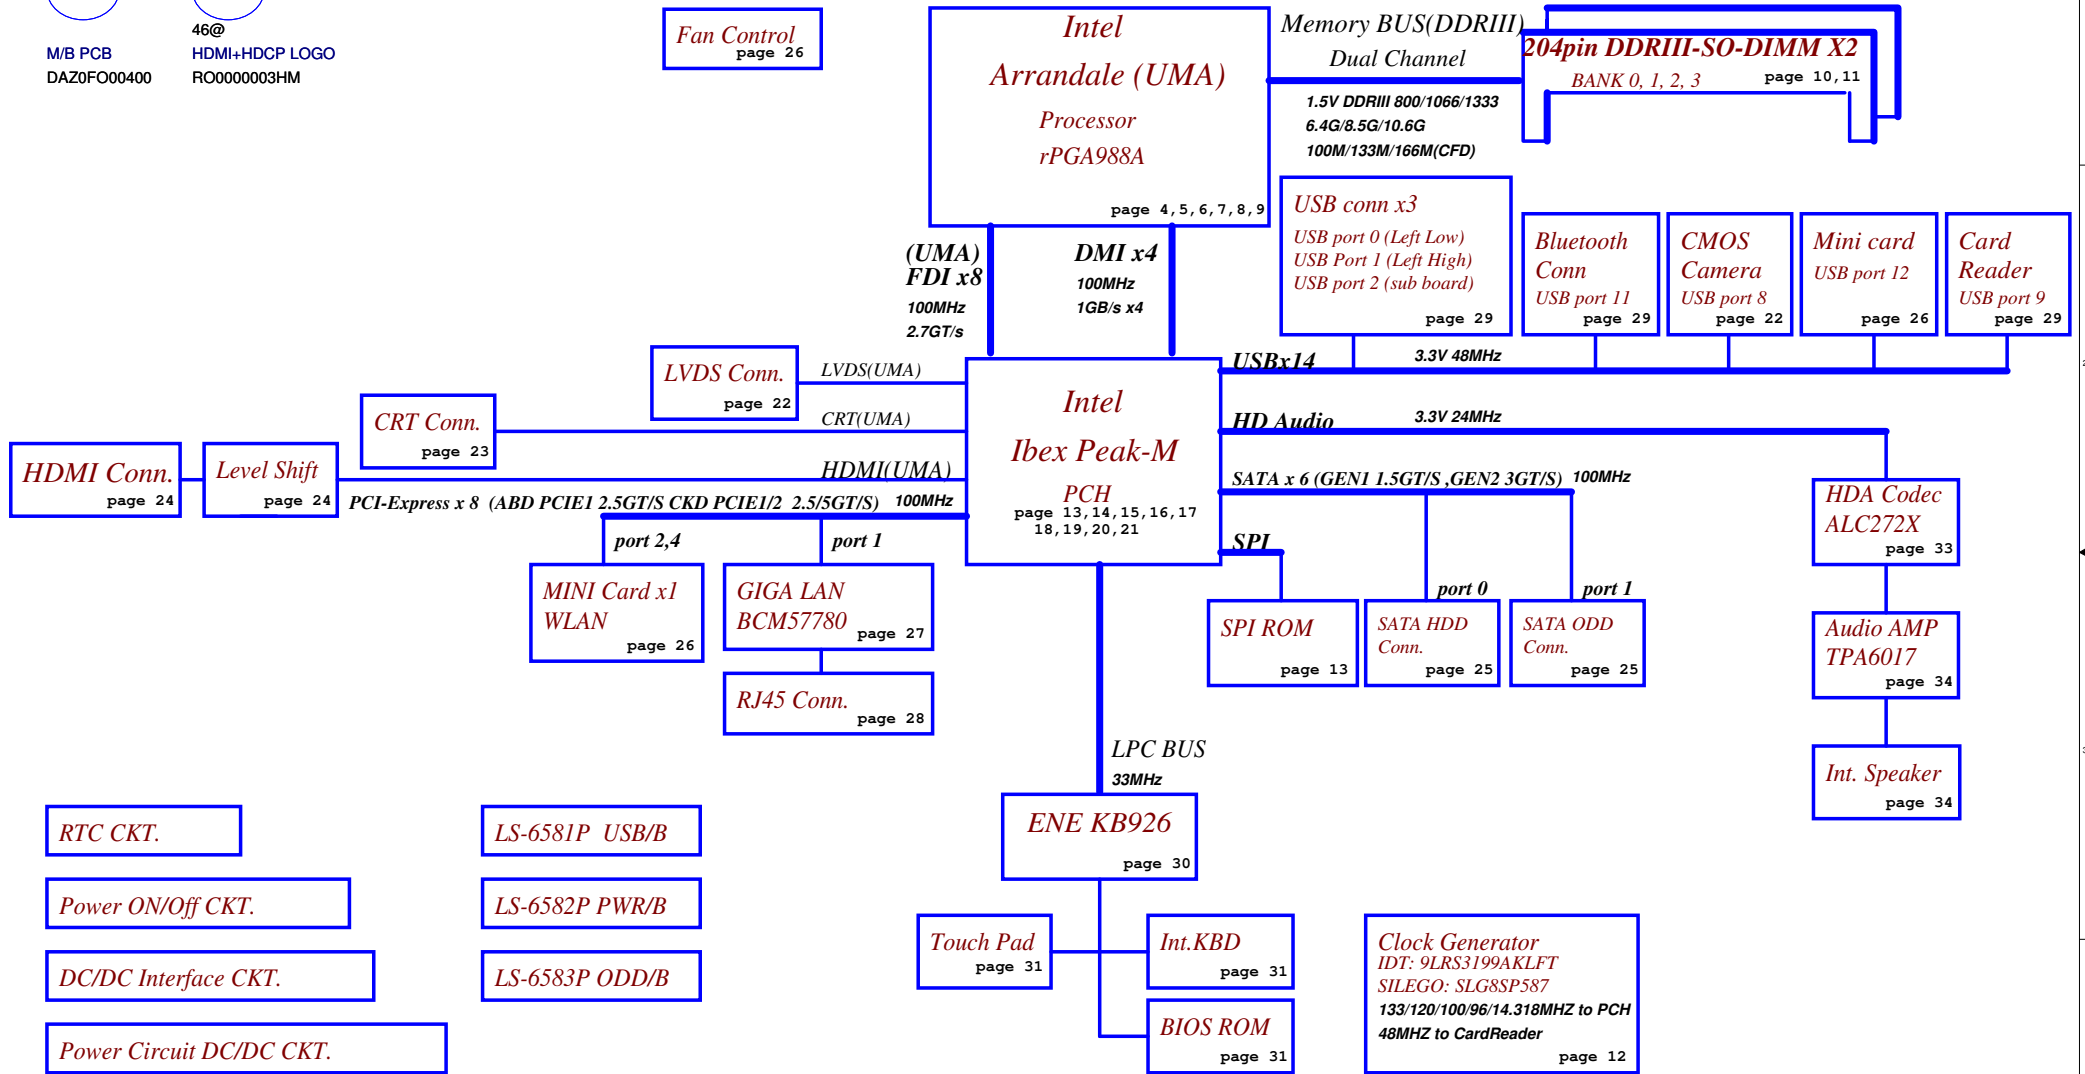 46@
M/B PCB
HDMI+HDCP LOGO
DAZ0FO00400
RO0000003HM
Fan Control
page 26
Intel
Arrandale (UMA)
Processor
rPGA988A
page 4,5,6,7,8,9
Memory BUS(DDRIII)
Dual Channel
1.5V DDRIII 800/1066/1333
6.4G/8.5G/10.6G
100M/133M/166M(CFD)
204pin DDRIII-SO-DIMM X2
BANK 0, 1, 2, 3
page 10,11
(UMA)
FDI x8
100MHz
2.7GT/s
DMI x4
100MHz
1GB/s x4
USB conn x3
USB port 0 (Left Low)
USB Port 1 (Left High)
USB port 2 (sub board)
page 29
Bluetooth
Conn
USB port 11
page 29
CMOS
Camera
USB port 8
page 22
Mini card
USB port 12
page 26
Card
Reader
USB port 9
page 29
USBx14
3.3V 48MHz
LVDS Conn.
page 22
LVDS(UMA)
CRT Conn.
page 23
CRT(UMA)
HDMI Conn.
page 24
Level Shift
page 24
HDMI(UMA)
PCI-Express x 8 (ABD PCIE1 2.5GT/S CKD PCIE1/2 2.5/5GT/S)
100MHz
Intel
Ibex Peak-M
PCH
page 13,14,15,16,17
18,19,20,21
HD Audio
3.3V 24MHz
SATA x 6 (GEN1 1.5GT/S ,GEN2 3GT/S)
100MHz
SPI
HDA Codec
ALC272X
page 33
port 2,4
port 1
MINI Card x1
WLAN
page 26
GIGA LAN
BCM57780
page 27
RJ45 Conn.
page 28
port 0
port 1
SPI ROM
page 13
SATA HDD
Conn.
page 25
SATA ODD
Conn.
page 25
Audio AMP
TPA6017
page 34
Int. Speaker
page 34
LPC BUS
33MHz
ENE KB926
page 30
RTC CKT.
LS-6581P USB/B
Power ON/Off CKT.
LS-6582P PWR/B
DC/DC Interface CKT.
LS-6583P ODD/B
Power Circuit DC/DC CKT.
Touch Pad
page 31
Int.KBD
page 31
BIOS ROM
page 31
Clock Generator
IDT: 9LRS3199AKLFT
SILEGO: SLG8SP587
133/120/100/96/14.318MHZ to PCH
48MHZ to CardReader
page 12